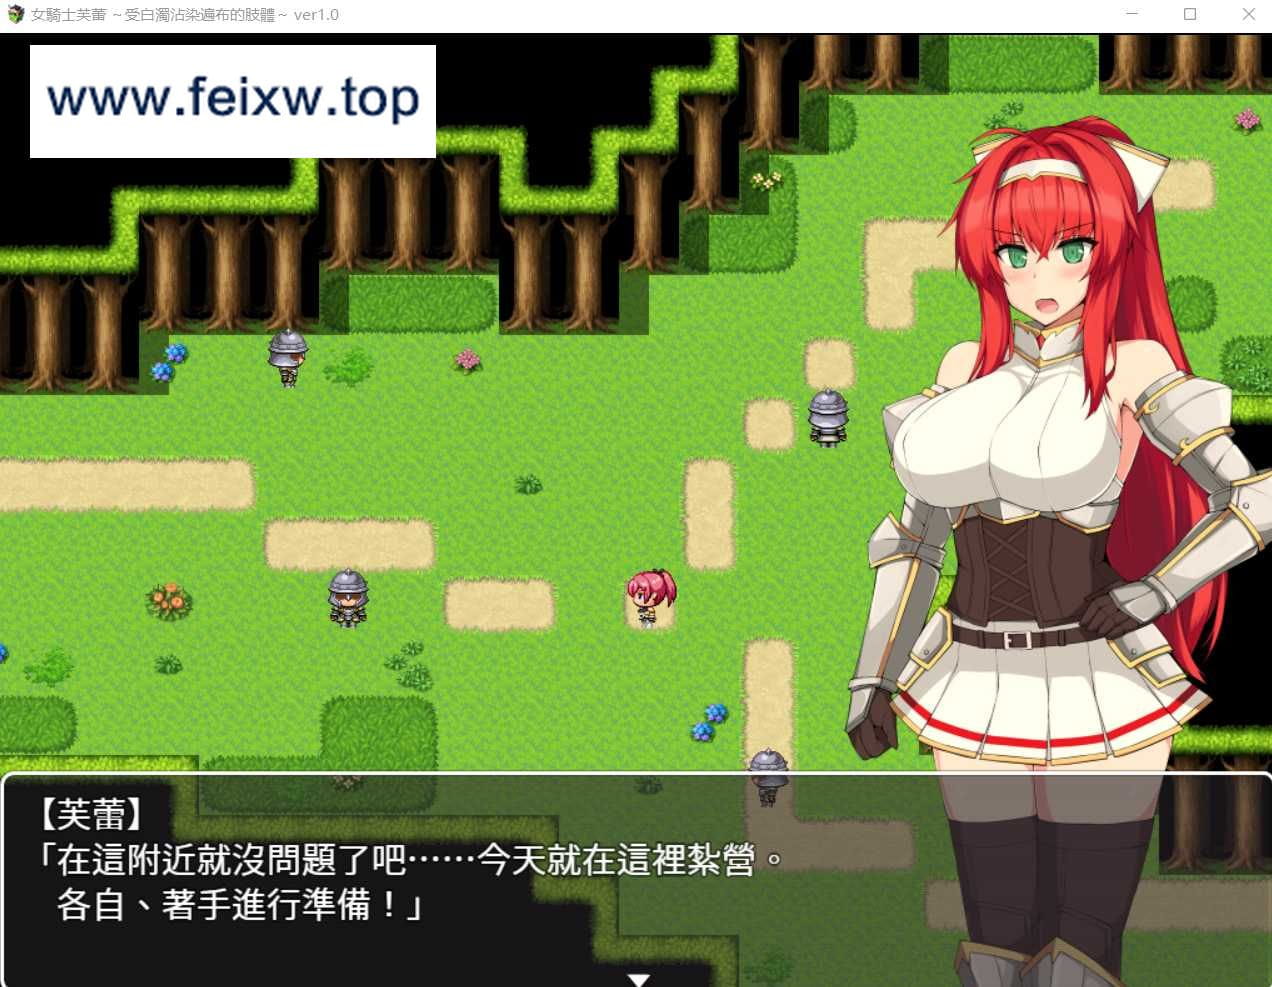 女騎士芙蕾 ～受白濁沾染遍布的肢體～ ver1.0
www.feixw.top
【芙蕾】
「在這附近就沒問題了吧……今天就在這裡紮營。
各自、著手進行準備！」